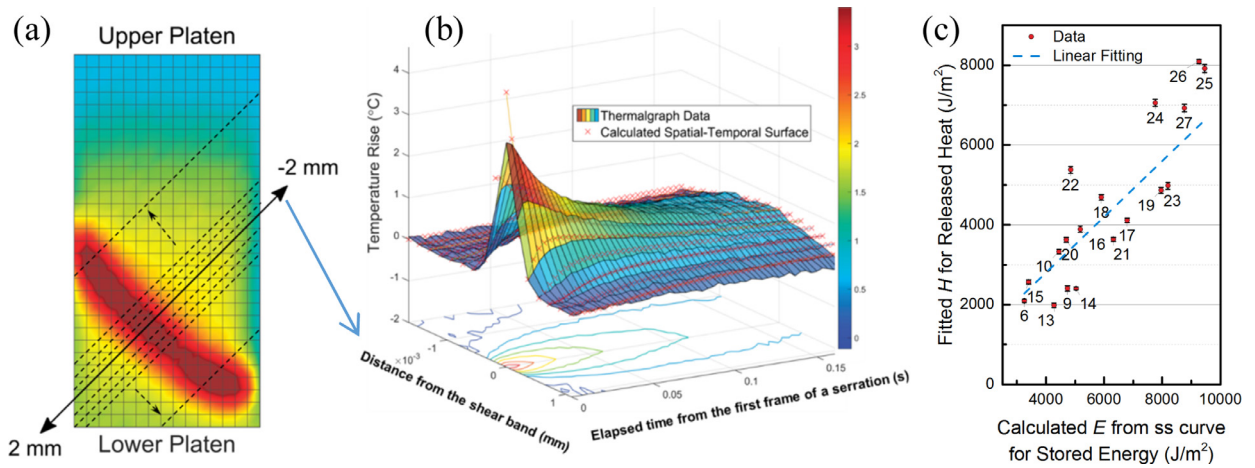 (a)
Upper Platen
-2 mm
2 mm
Lower Platen
(b)
Temperature Rise (°C)
4
3
2
1
0
-1
-2
Thermalgraph Data
Calculated Spatial-Temporal Surface
3.5
3
2.5
2
1.5
1
0.5
0
×10⁻³
-1
0
1
Distance from the shear band (mm)
0
0.05
0.1
0.15
Elapsed time from the first frame of a serration (s)
(c)
Data
Linear Fitting
Fitted H for Released Heat (J/m²)
8000
6000
4000
2000
0
26
25
24
27
22
18
19
23
17
16
21
10
20
15
6
13
9
14
4000
6000
8000
10000
Calculated E from ss curve
for Stored Energy (J/m²)